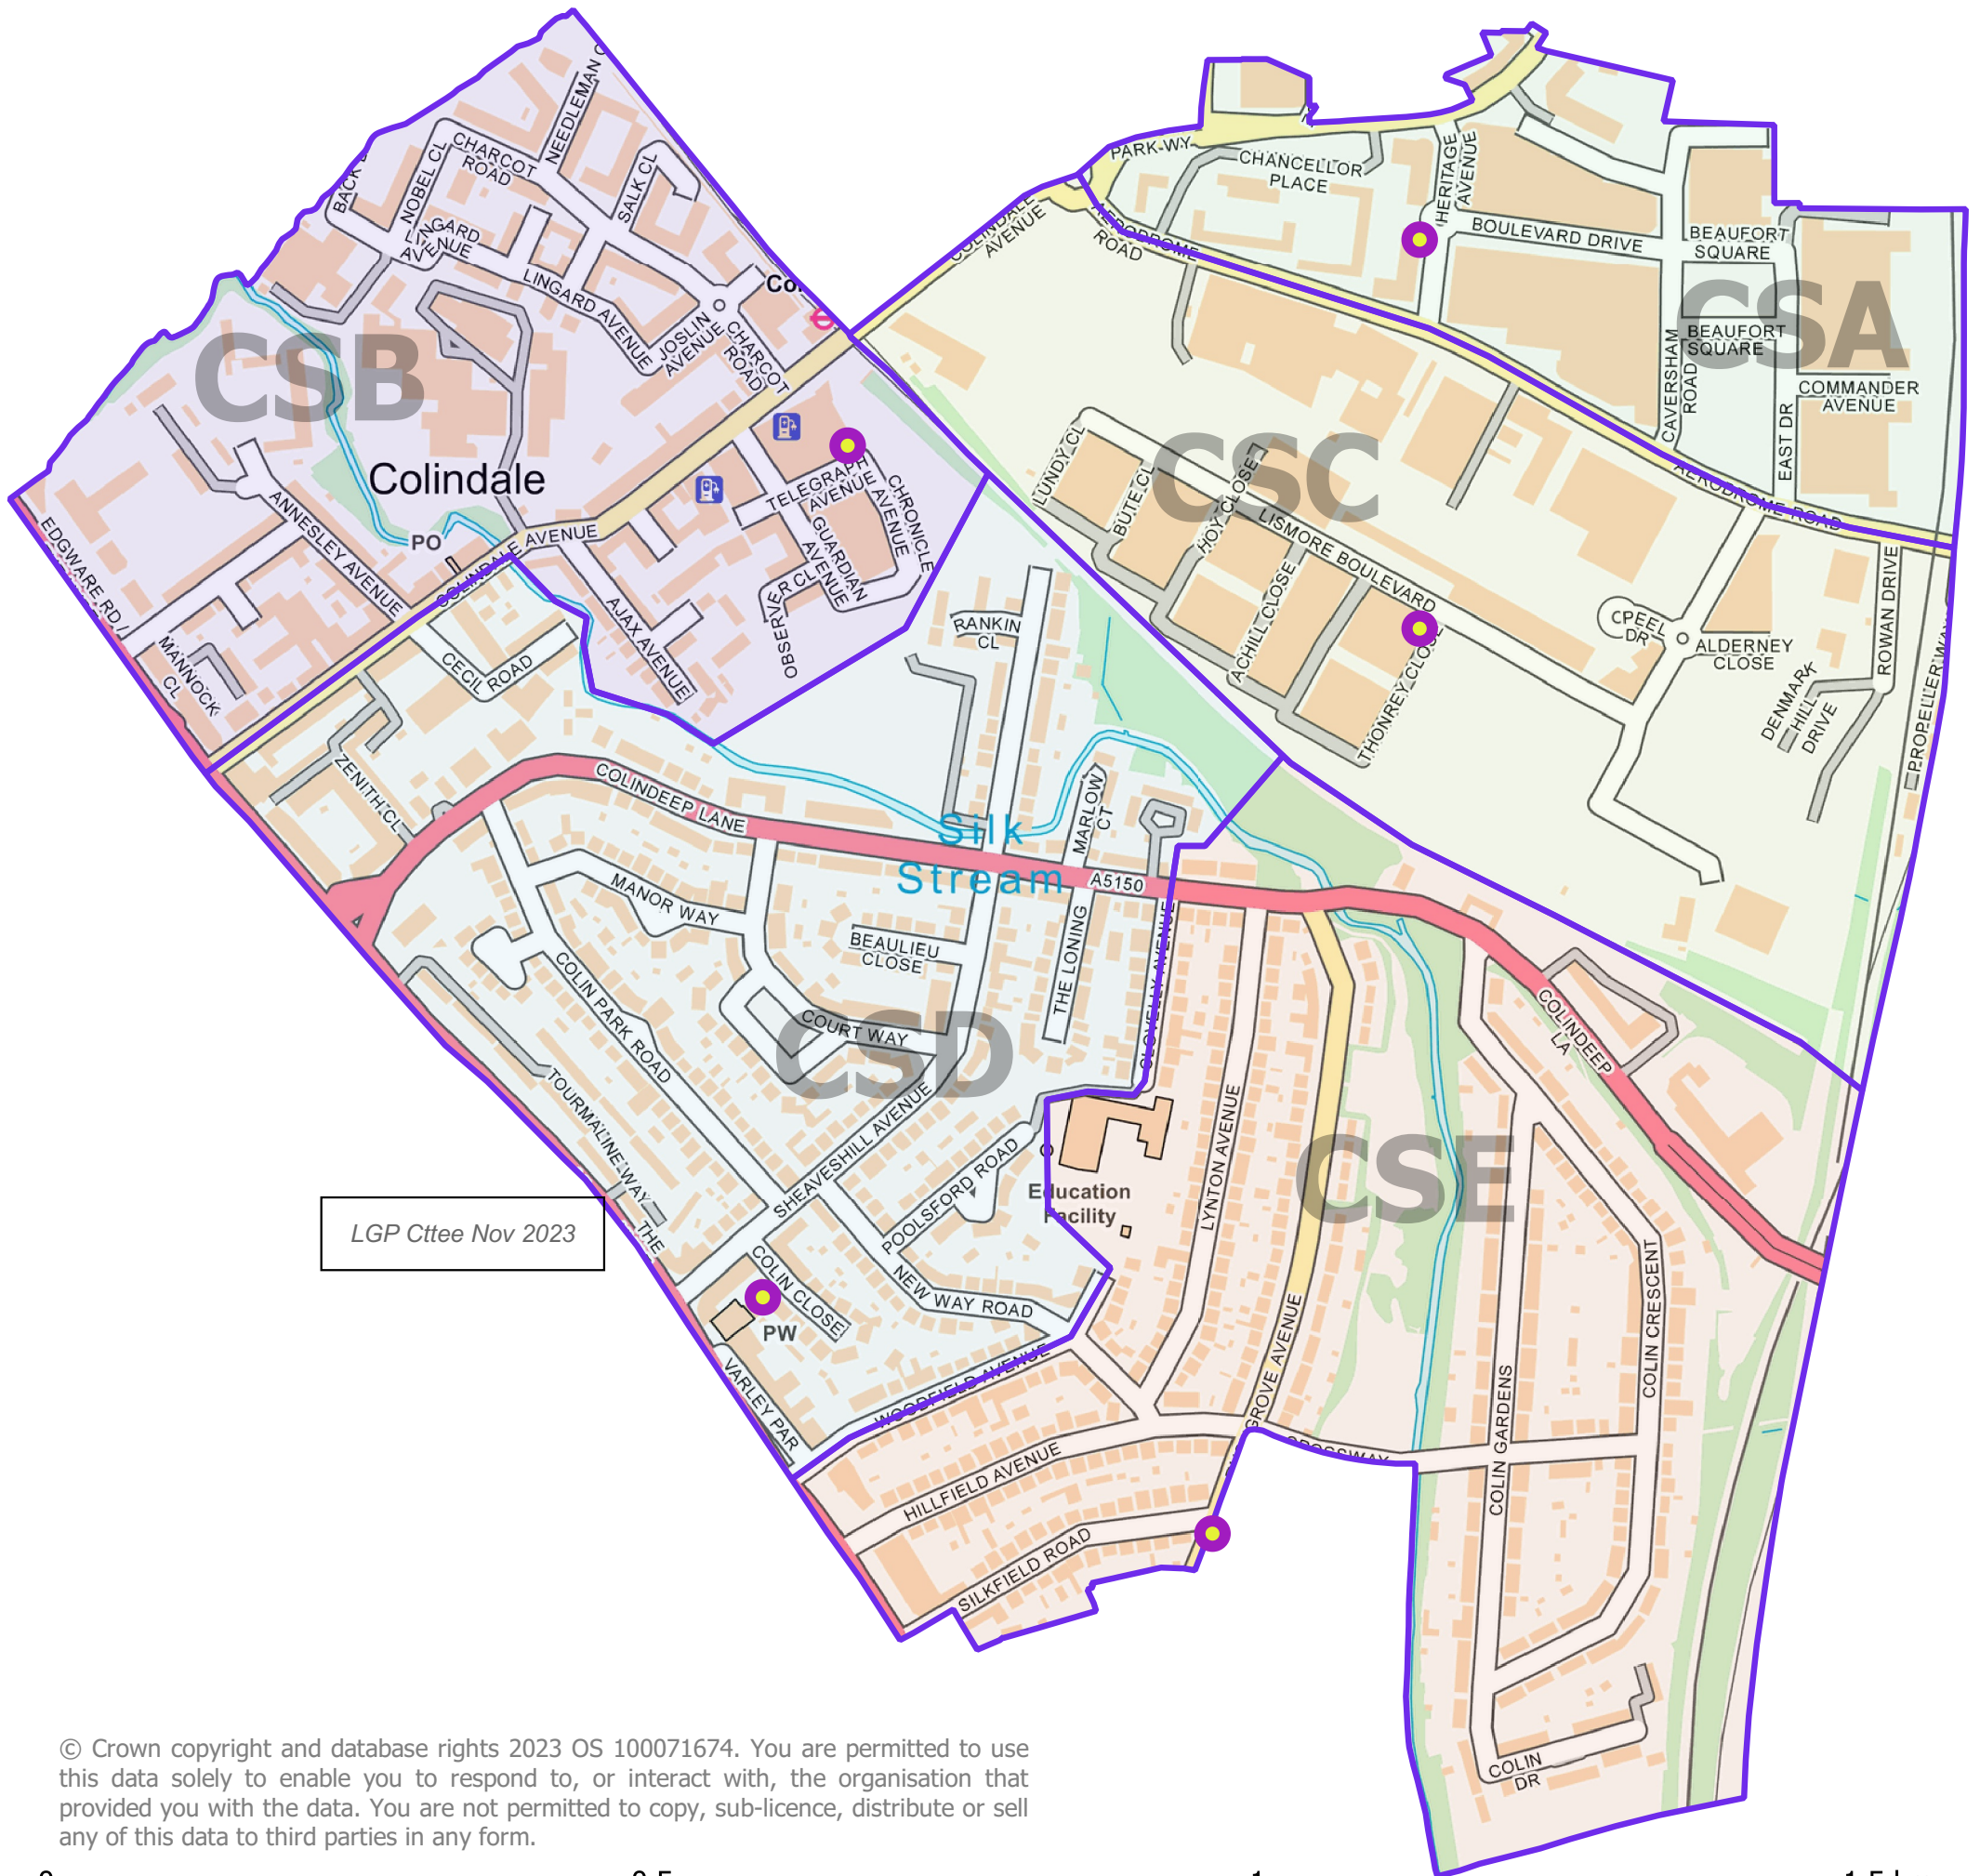 NEEDLEMAN C
CHARCOT
ROAD
NOBEL CL
BACK
SALK CL
LINGARD
AVENUE
LINGARD AVENUE
JOSLIN
AVENUE
CHARCOT
ROAD
CSB
Colindale
PO
COLINDALE AVENUE
ANNESLEY AVENUE
EDGWARE RD /
MANNOCK
CL
TELEGRAPH
AVENUE
CHRONICLE
AVENUE
GUARDIAN
AVENUE
OBSERVER CL
AJAX AVENUE
COLINDALE
AVENUE
PARK WY
CHANCELLOR
PLACE
HERITAGE
AVENUE
BOULEVARD DRIVE
BEAUFORT
SQUARE
CSA
BEAUFORT
SQUARE
CAVERSHAM
ROAD
COMMANDER
AVENUE
EAST DR
AERODROME
ROAD
AERODROME ROAD
CSC
LUNDY CL
BUTE CL
HOY CLOSE
LISMORE BOULEVARD
ACHILL CLOSE
THONREY CLOSE
CPEEL
DR
ALDERNEY
CLOSE
ROWAN DRIVE
DENMARK
HILL
DRIVE
PROPELLER WAY
RANKIN
CL
CECIL ROAD
ZENITH CL
COLINDEEP LANE
MARLOW
CT
Silk
Stream
A5150
MANOR WAY
BEAULIEU
CLOSE
THE LONING
CLOVELLY AVENUE
COLIN PARK ROAD
COURT WAY
CSD
TOURMALINE WAY
THE
SHEAVESHILL AVENUE
POOLSFORD ROAD
Education
Facility
LYNTON AVENUE
CSE
COLINDEEP
LA
COLIN CRESCENT
COLIN GARDENS
LGP Cttee Nov 2023
COLIN CLOSE
PW
NEW WAY ROAD
VARLEY PAR
WOODFIELD AVENUE
GROVE AVENUE
CROSSWAY
HILLFIELD AVENUE
SILKFIELD ROAD
COLIN
DR
© Crown copyright and database rights 2023 OS 100071674. You are permitted to use
this data solely to enable you to respond to, or interact with, the organisation that
provided you with the data. You are not permitted to copy, sub-licence, distribute or sell
any of this data to third parties in any form.